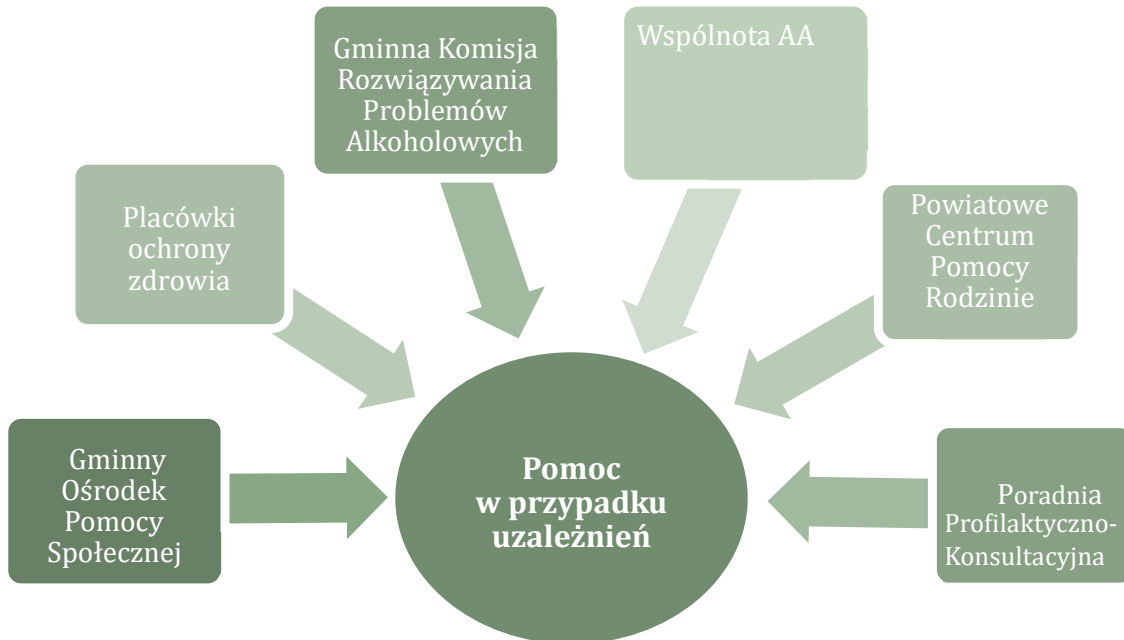 Gminna Komisja
Rozwiązywania
Problemów
Alkoholowych
Wspólnota AA
Placówki
ochrony
zdrowia
Powiatowe
Centrum
Pomocy
Rodzinie
Gminny
Ośrodek
Pomocy
Społecznej
Pomoc
w przypadku
uzależnień
Poradnia
Profilaktyczno-
Konsultacyjna